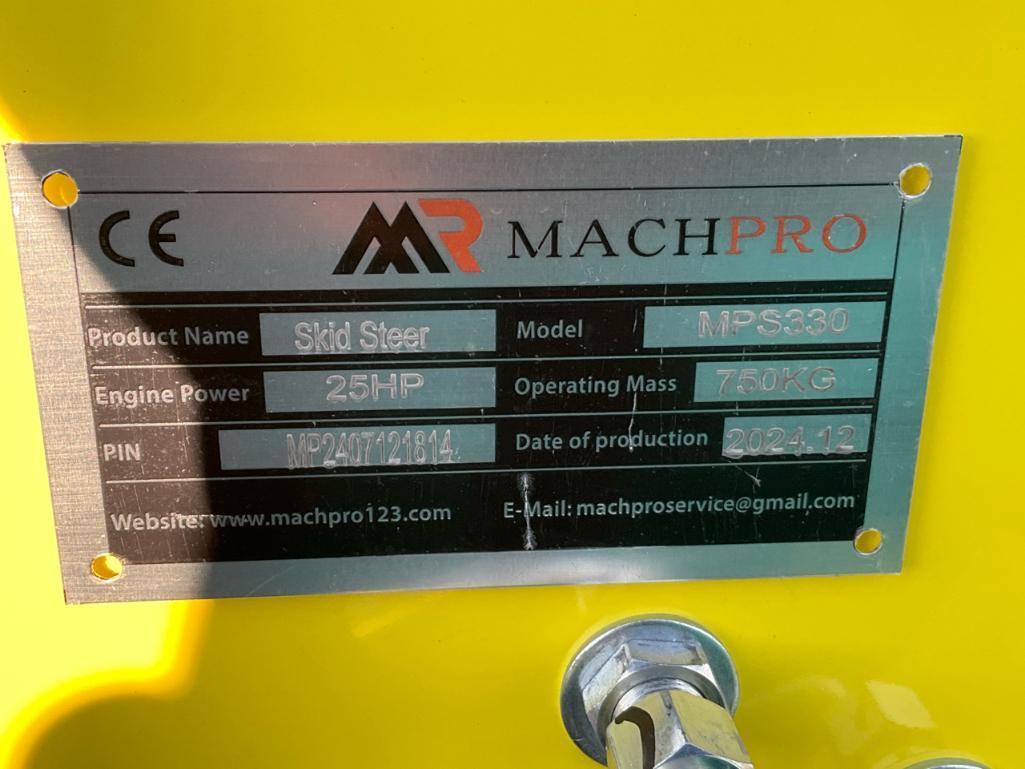 CE MR MACHPRO
Product Name Skid Steer Model MPS330
Engine Power 25HP Operating Mass 750KG
PIN MP2407121814 Date of production 2024.12
Website: www.machpro123.com E-Mail: machproservice@gmail.com